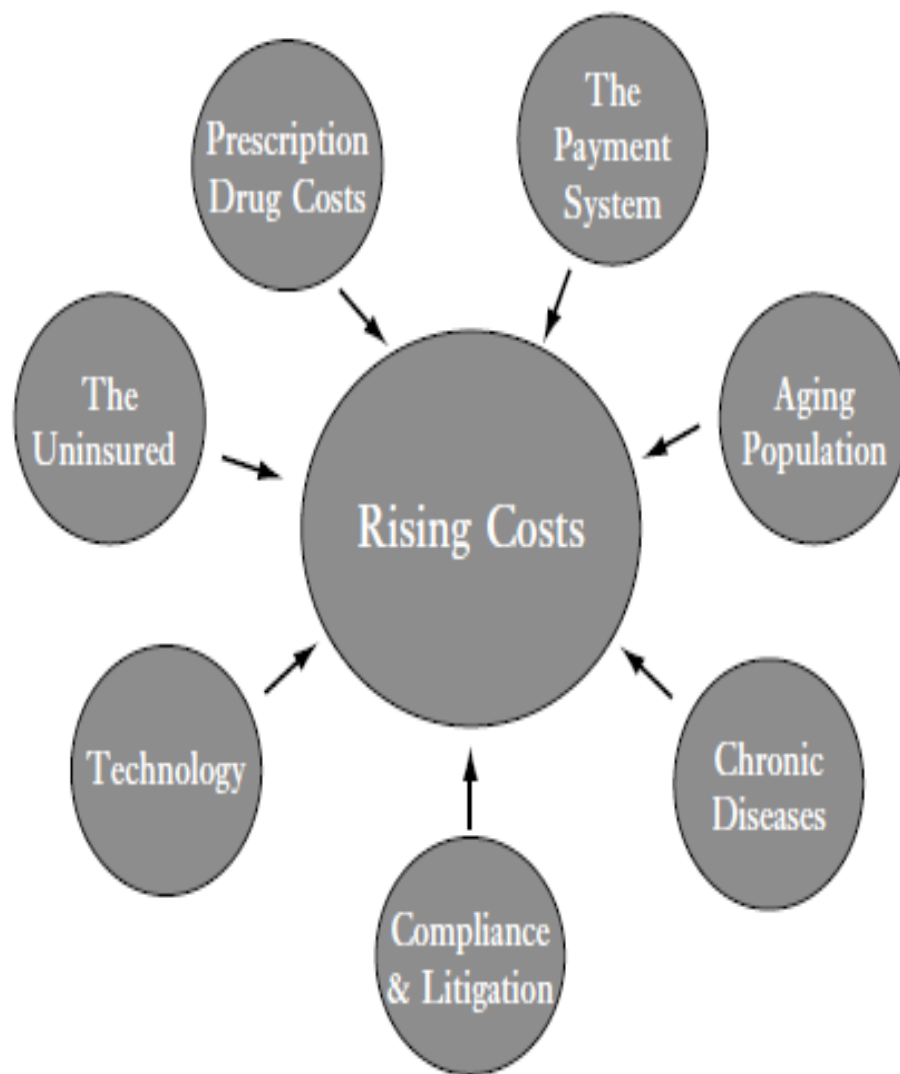 The
Payment
System
Prescription
Drug Costs
Aging
Population
The
Uninsured
Rising Costs
Chronic
Diseases
Technology
Compliance
& Litigation